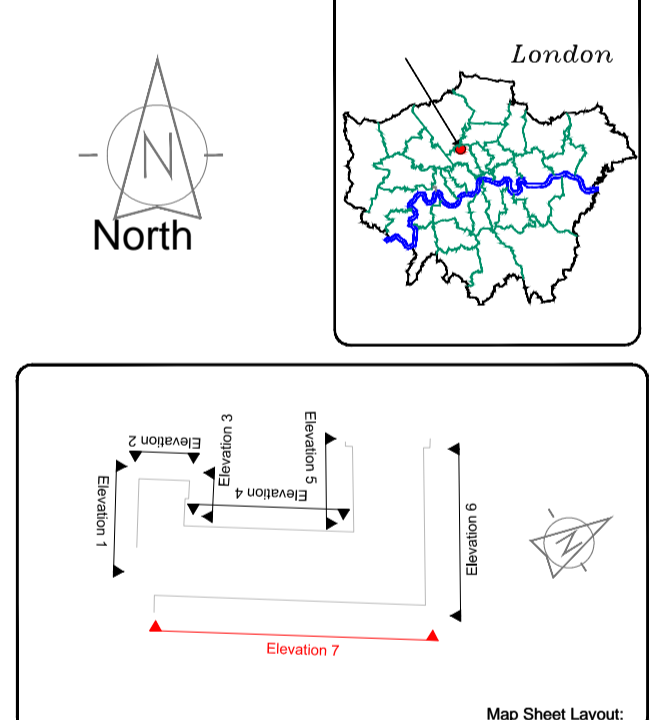 London
N
North
Elevation 2
Elevation 3
Elevation 5
Elevation 1
Elevation 4
Elevation 6
N
Elevation 7
Map Sheet Layout: